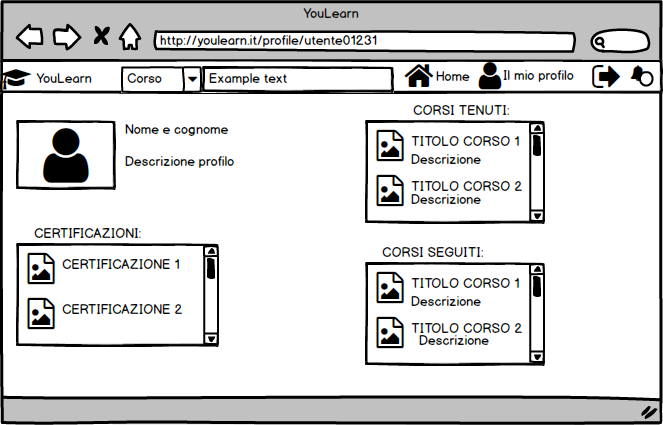 YouLearn
http://youlearn.it/profile/utente01231
YouLearn
Corso
Example text
Home
Il mio profilo
Nome e cognome
Descrizione profilo
CERTIFICAZIONI:
CERTIFICAZIONE 1
CERTIFICAZIONE 2
CORSI TENUTI:
TITOLO CORSO 1
Descrizione
TITOLO CORSO 2
Descrizione
CORSI SEGUITI:
TITOLO CORSO 1
Descrizione
TITOLO CORSO 2
Descrizione